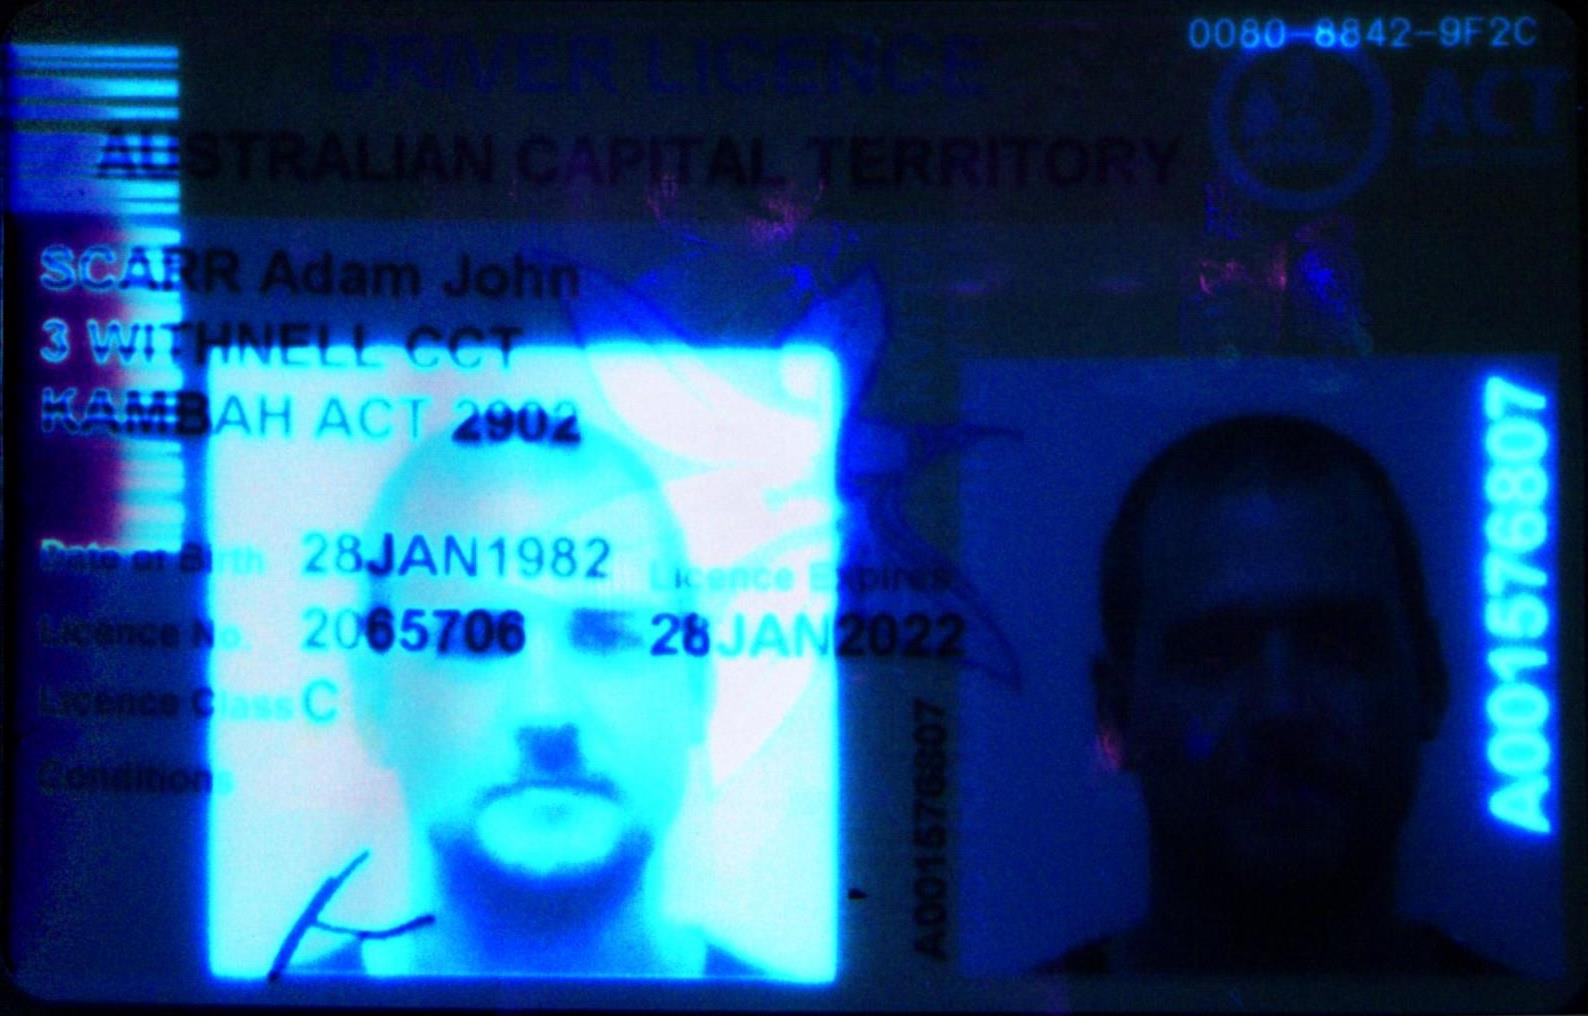 0080-8842-9F2C
DRIVER LICENCE
ACT
AUSTRALIAN CAPITAL TERRITORY
SCARR Adam John
3 WITHNELL CCT
KAMBAH ACT 2902
Date of Birth 28JAN1982
Licence Expires
Licence No. 2065706 28JAN2022
Licence Class C
Conditions
A001576807
A001576807